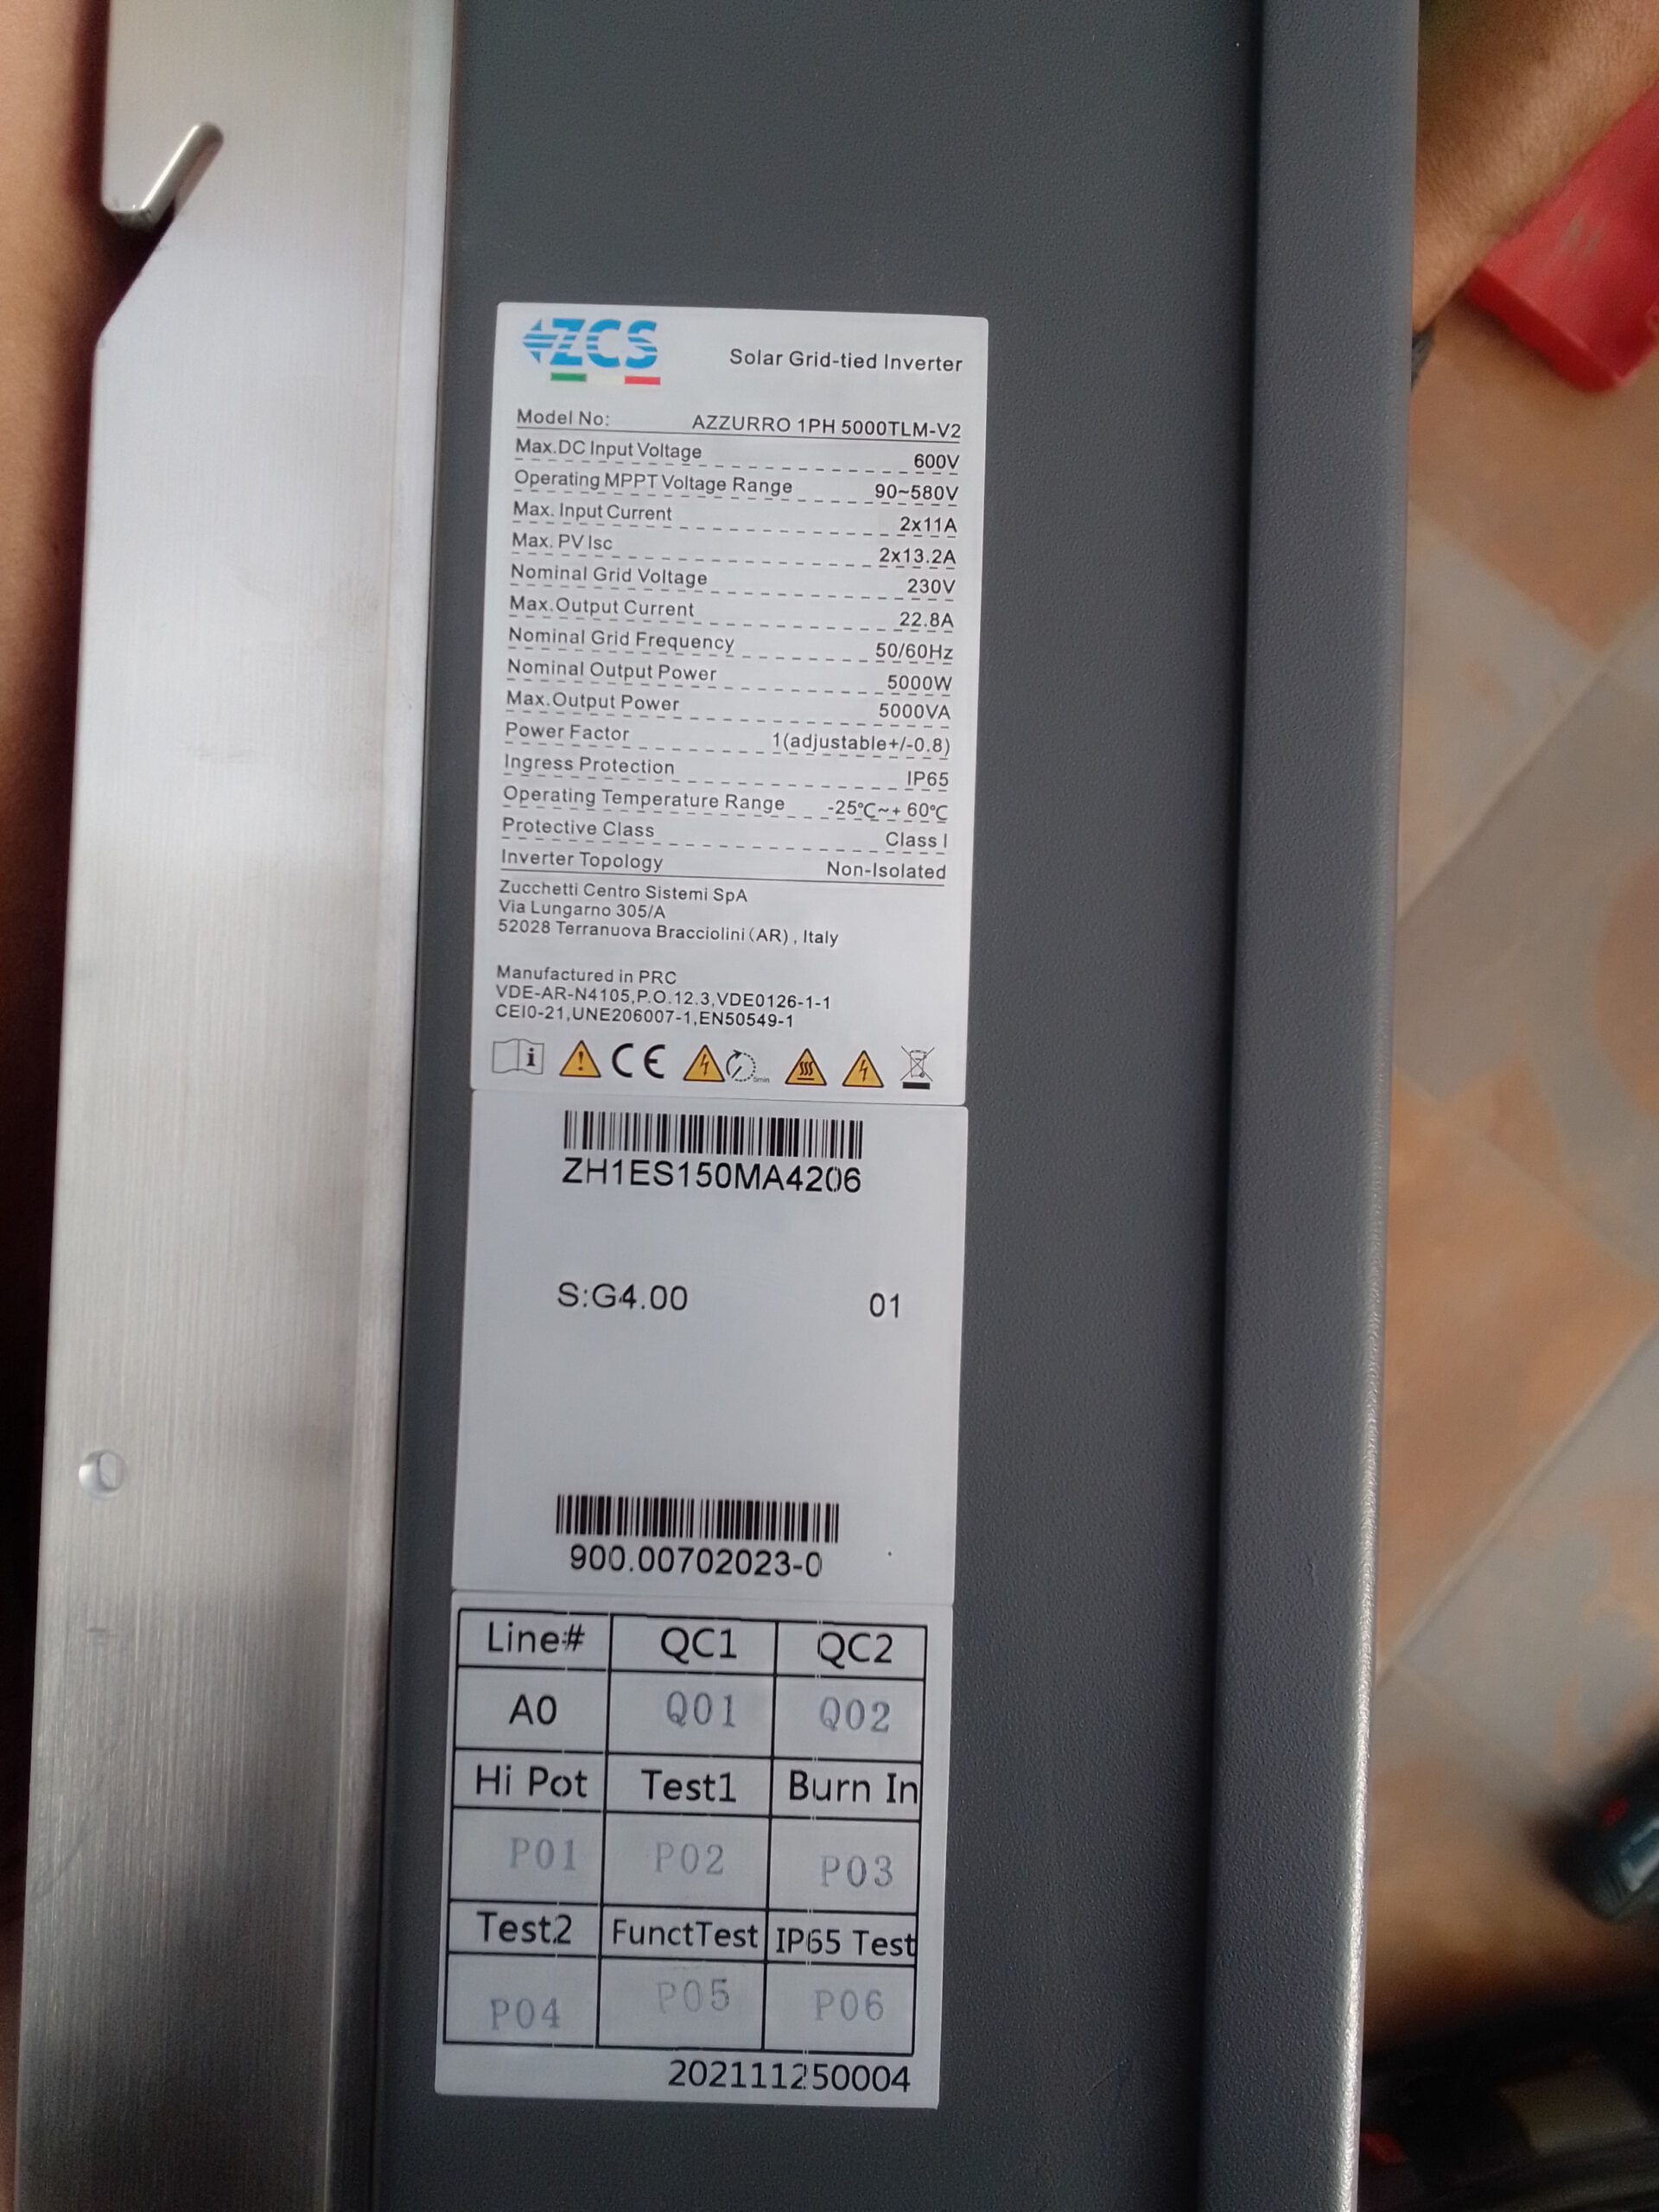 ZCS
Solar Grid-tied Inverter
Model No: AZZURRO 1PH 5000TLM-V2
Max.DC Input Voltage 600V
Operating MPPT Voltage Range 90~580V
Max. Input Current 2x11A
Max. PV Isc 2x13.2A
Nominal Grid Voltage 230V
Max.Output Current 22.8A
Nominal Grid Frequency 50/60Hz
Nominal Output Power 5000W
Max.Output Power 5000VA
Power Factor 1(adjustable+/-0.8)
Ingress Protection IP65
Operating Temperature Range -25℃~+ 60℃
Protective Class Class I
Inverter Topology Non-Isolated
Zucchetti Centro Sistemi SpA
Via Lungarno 305/A
52028 Terranuova Bracciolini (AR) , Italy
Manufactured in PRC
VDE-AR-N4105,P.O.12.3,VDE0126-1-1
CEI0-21,UNE206007-1,EN50549-1
i CE 5min
ZH1ES150MA4206
S:G4.00 01
900.00702023-0
Line# QC1 QC2
A0 Q01 Q02
Hi Pot Test1 Burn In
P01 P02 P03
Test2 FunctTest IP65 Test
P04 P05 P06
202111250004